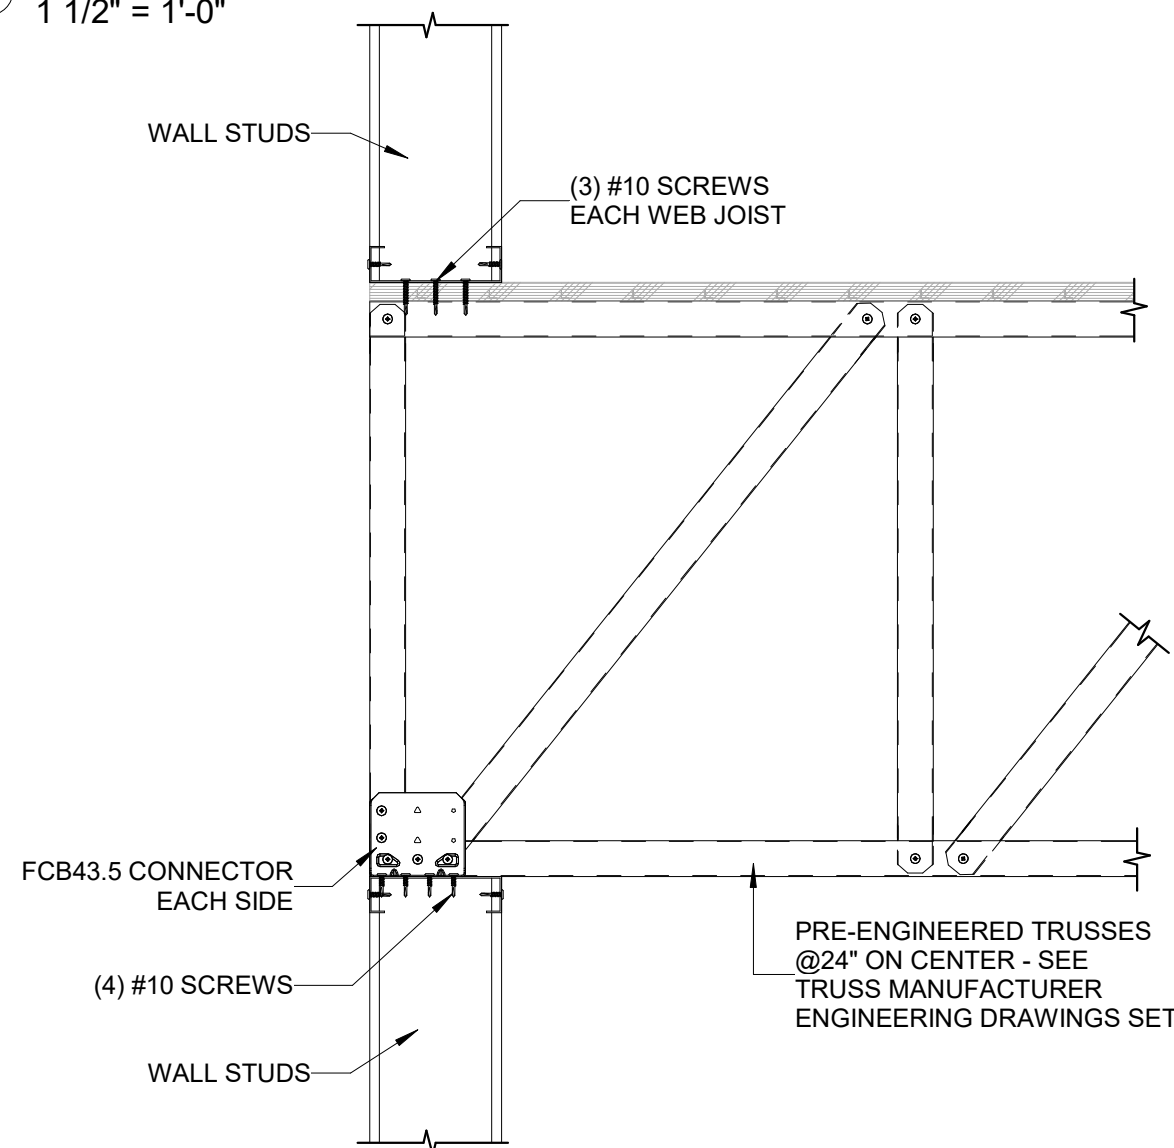 1 1/2" = 1'-0"
WALL STUDS
(3) #10 SCREWS
EACH WEB JOIST
FCB43.5 CONNECTOR
EACH SIDE
(4) #10 SCREWS
PRE-ENGINEERED TRUSSES
@24" ON CENTER - SEE
TRUSS MANUFACTURER
ENGINEERING DRAWINGS SET
WALL STUDS